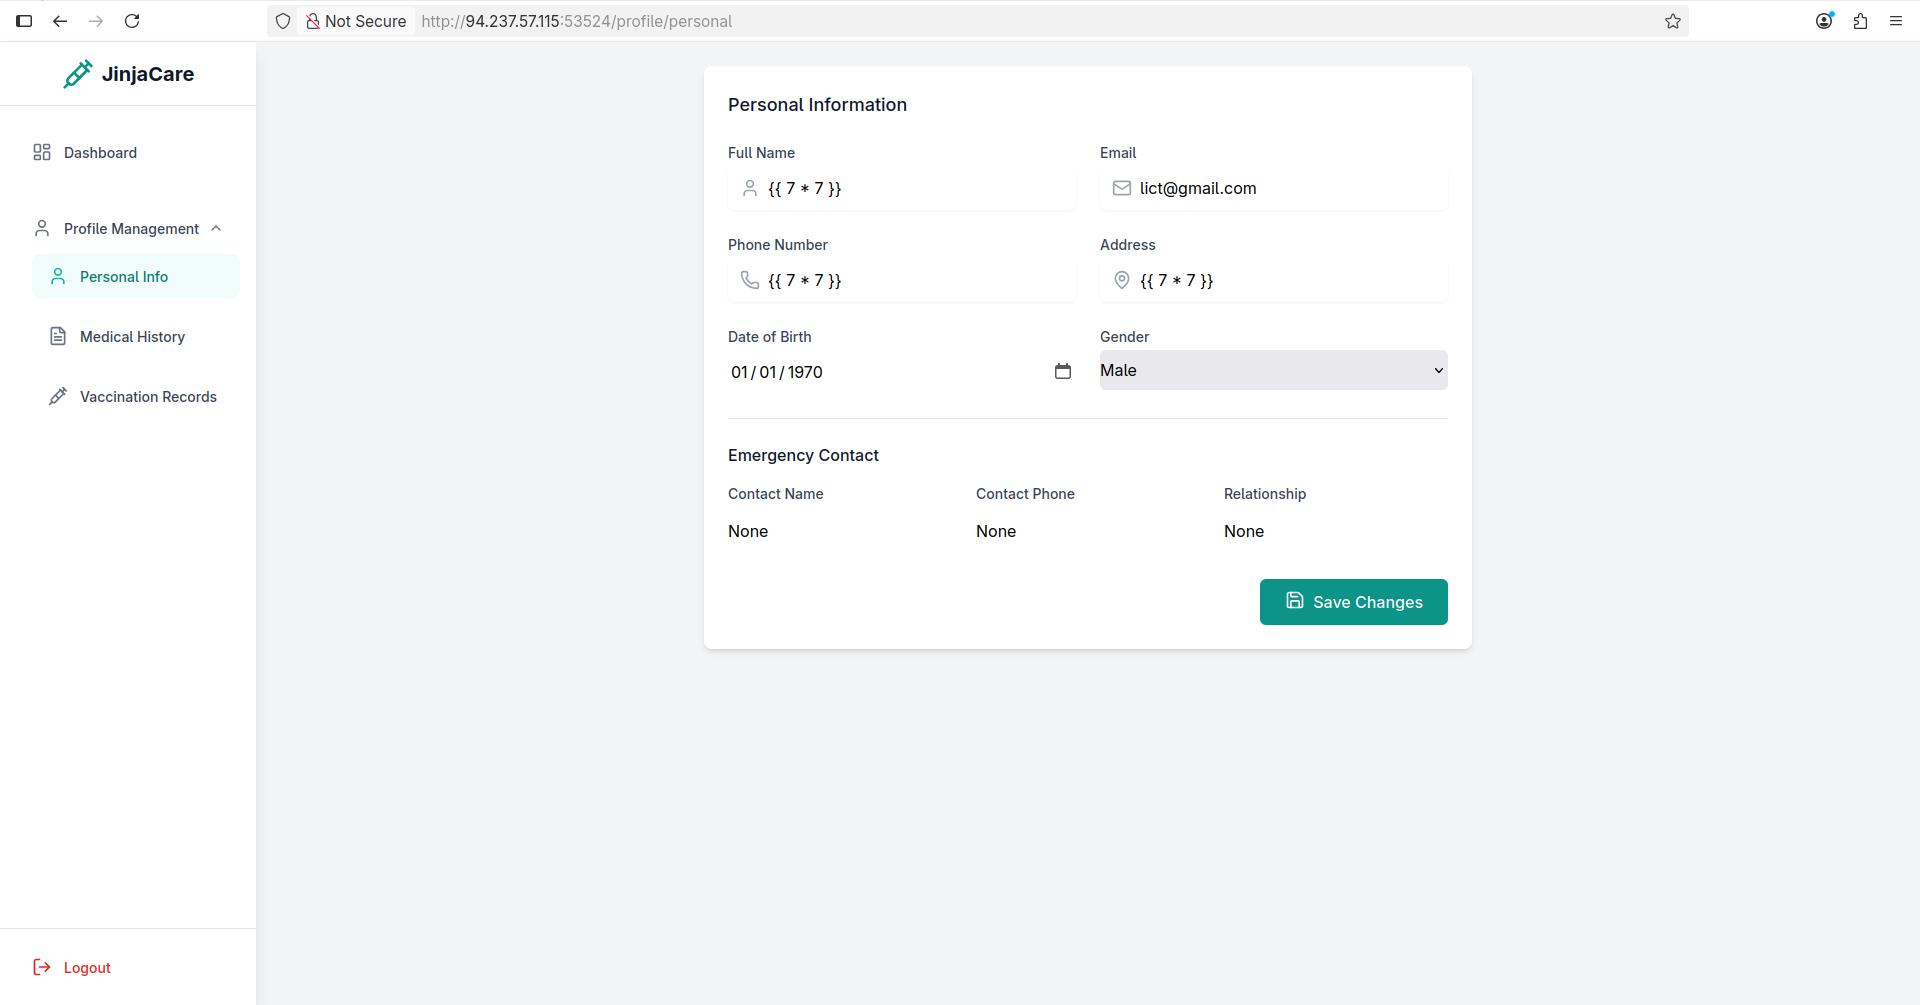 Not Secure http://94.237.57.115:53524/profile/personal
JinjaCare
Dashboard
Profile Management
Personal Info
Medical History
Vaccination Records
Logout
Personal Information
Full Name
{{ 7 * 7 }}
Email
lict@gmail.com
Phone Number
{{ 7 * 7 }}
Address
{{ 7 * 7 }}
Date of Birth
01 / 01 / 1970
Gender
Male
Emergency Contact
Contact Name
None
Contact Phone
None
Relationship
None
Save Changes